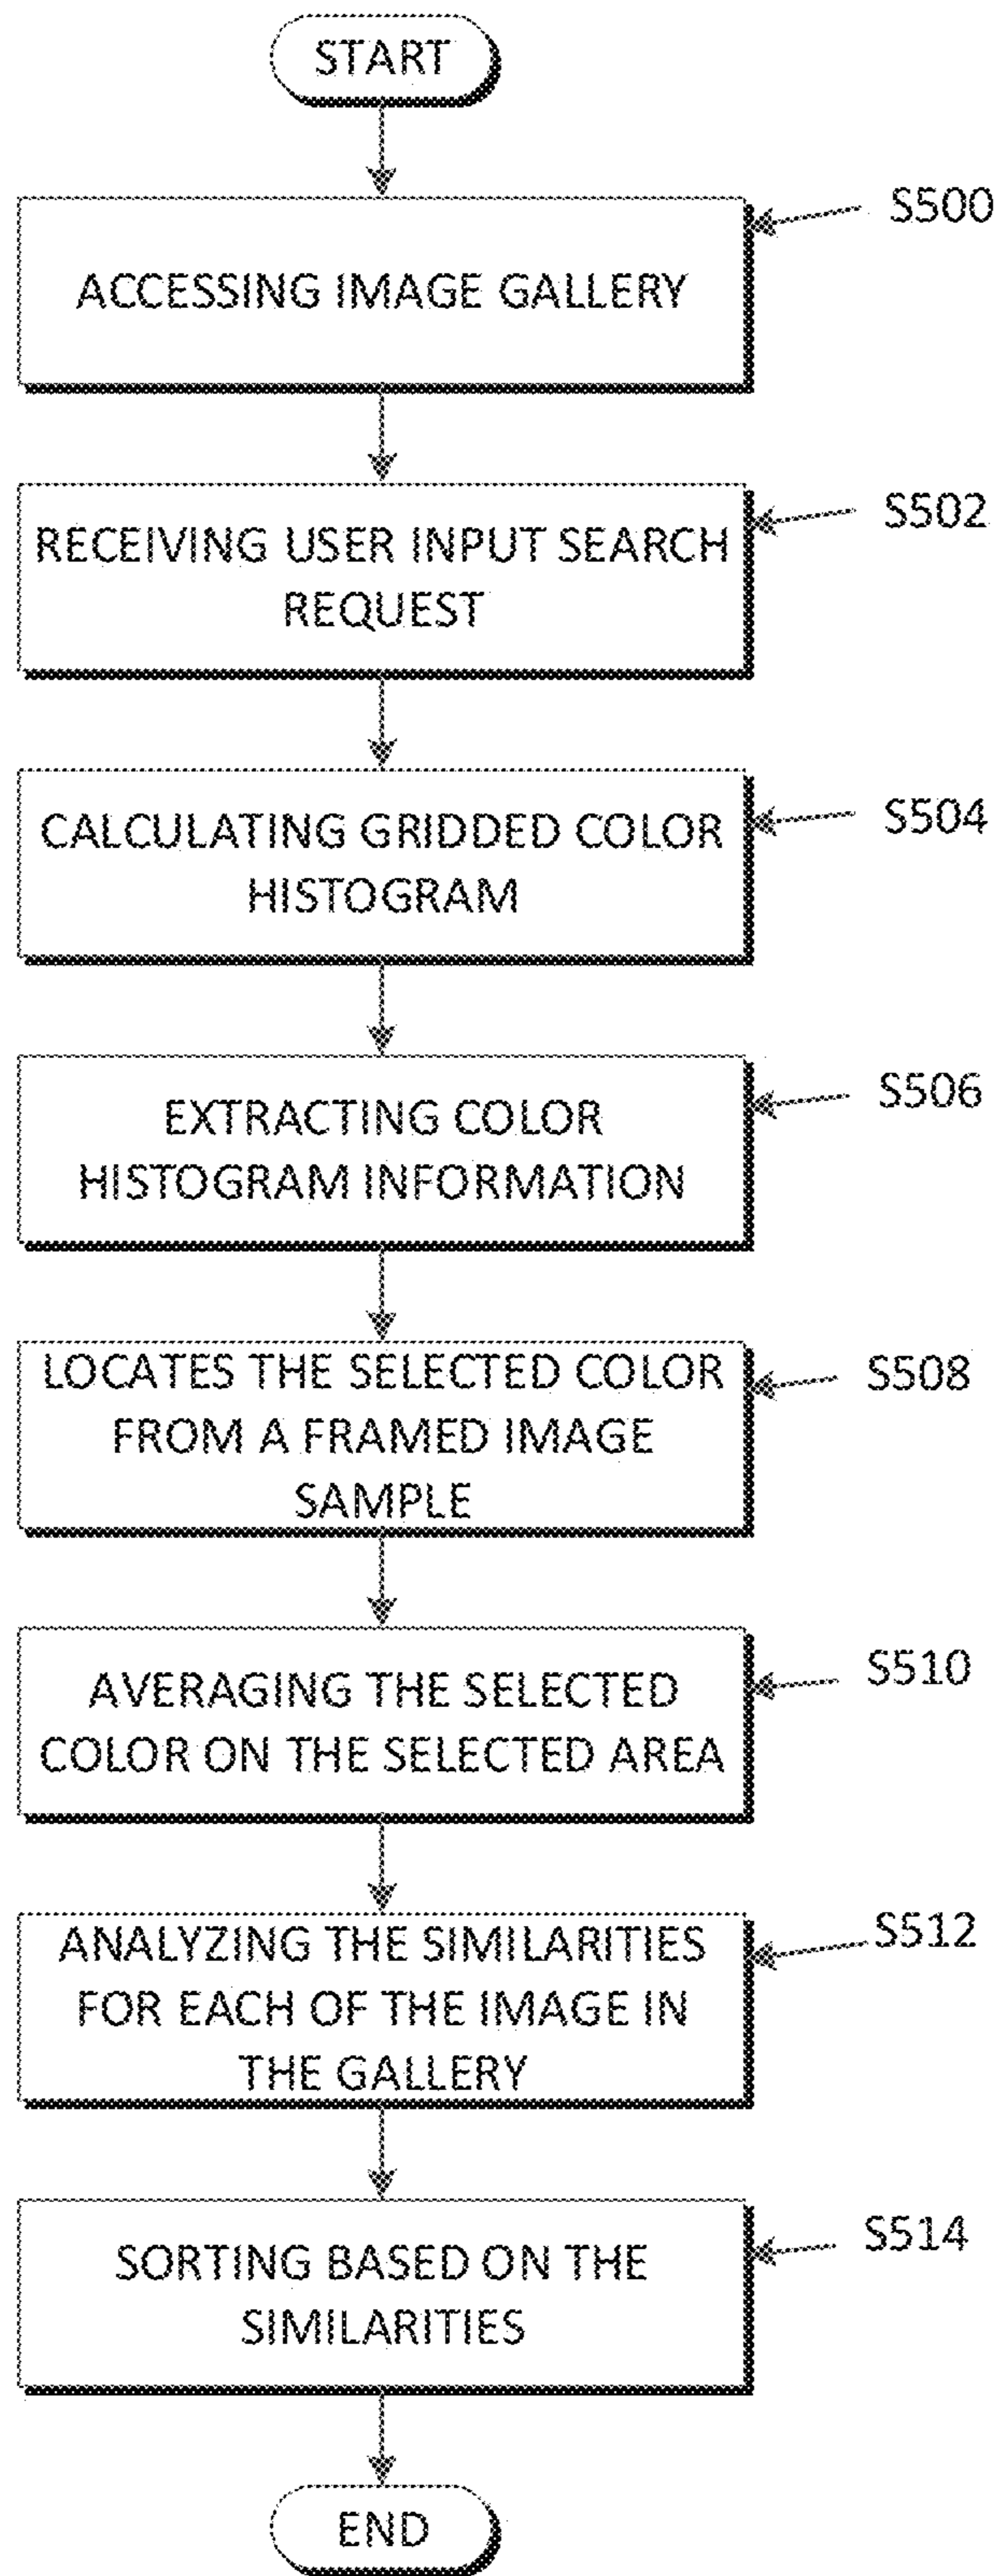 START
S500
ACCESSING IMAGE GALLERY
S502
RECEIVING USER INPUT SEARCH
REQUEST
S504
CALCULATING GRIDDED COLOR
HISTOGRAM
S506
EXTRACTING COLOR
HISTOGRAM INFORMATION
S508
LOCATES THE SELECTED COLOR
FROM A FRAMED IMAGE
SAMPLE
S510
AVERAGING THE SELECTED
COLOR ON THE SELECTED AREA
S512
ANALYZING THE SIMILARITIES
FOR EACH OF THE IMAGE IN
THE GALLERY
S514
SORTING BASED ON THE
SIMILARITIES
END